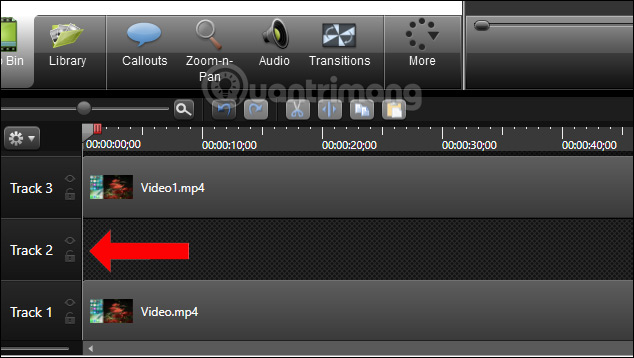 Bin
Library
Callouts
Zoom-n-
Pan
Audio
Transitions
More
Quantrimang
00:00:00;00
00:00:10;00
00:00:20;00
00:00:30;00
00:00:40;00
Track 3
Video1.mp4
Track 2
Track 1
Video.mp4